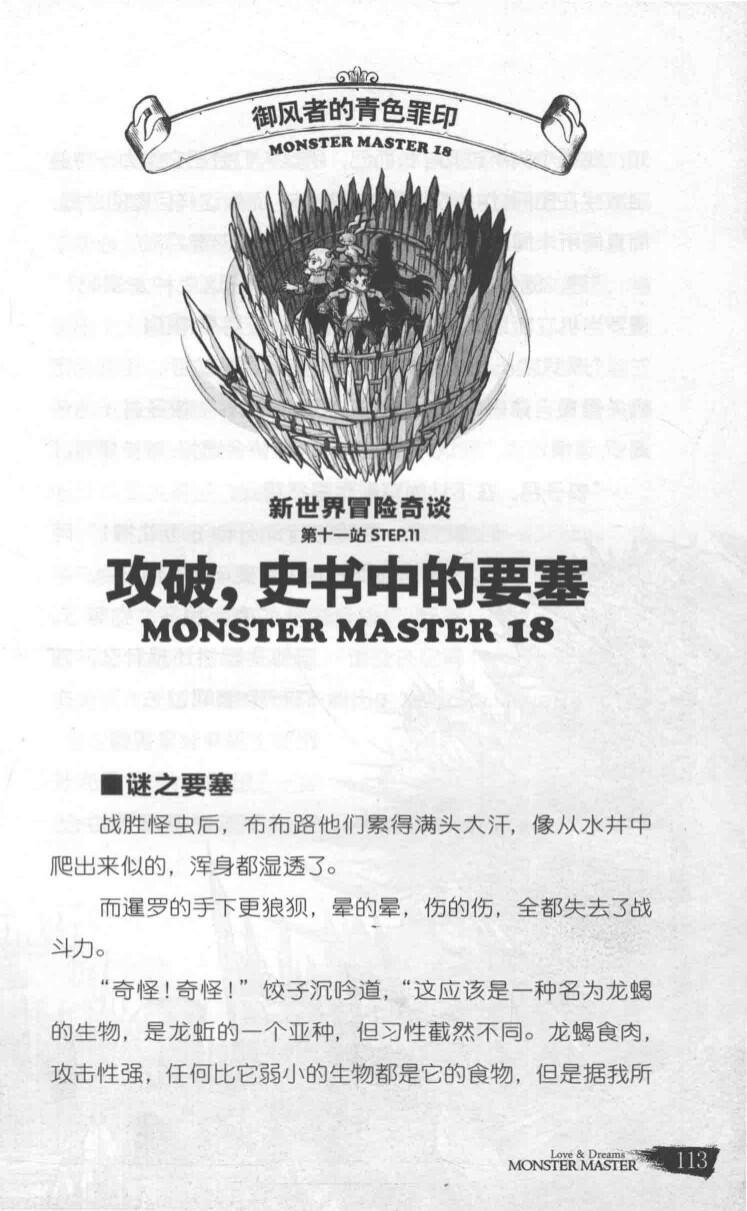 御风者的青色罪印
MONSTER MASTER 18
新世界冒险奇谈
第十一站 STEP.11
攻破，史书中的要塞
MONSTER MASTER 18
■谜之要塞
战胜怪虫后，布布路他们累得满头大汗，像从水井中
爬出来似的，浑身都湿透了。
而暹罗的手下更狼狈，晕的晕，伤的伤，全都失去了战
斗力。
“奇怪！奇怪！”饺子沉吟道，“这应该是一种名为龙蝎
的生物，是龙蚯的一个亚种，但习性截然不同。龙蝎食肉，
攻击性强，任何比它弱小的生物都是它的食物，但是据我所
Love & Dreams
MONSTER MASTER 113